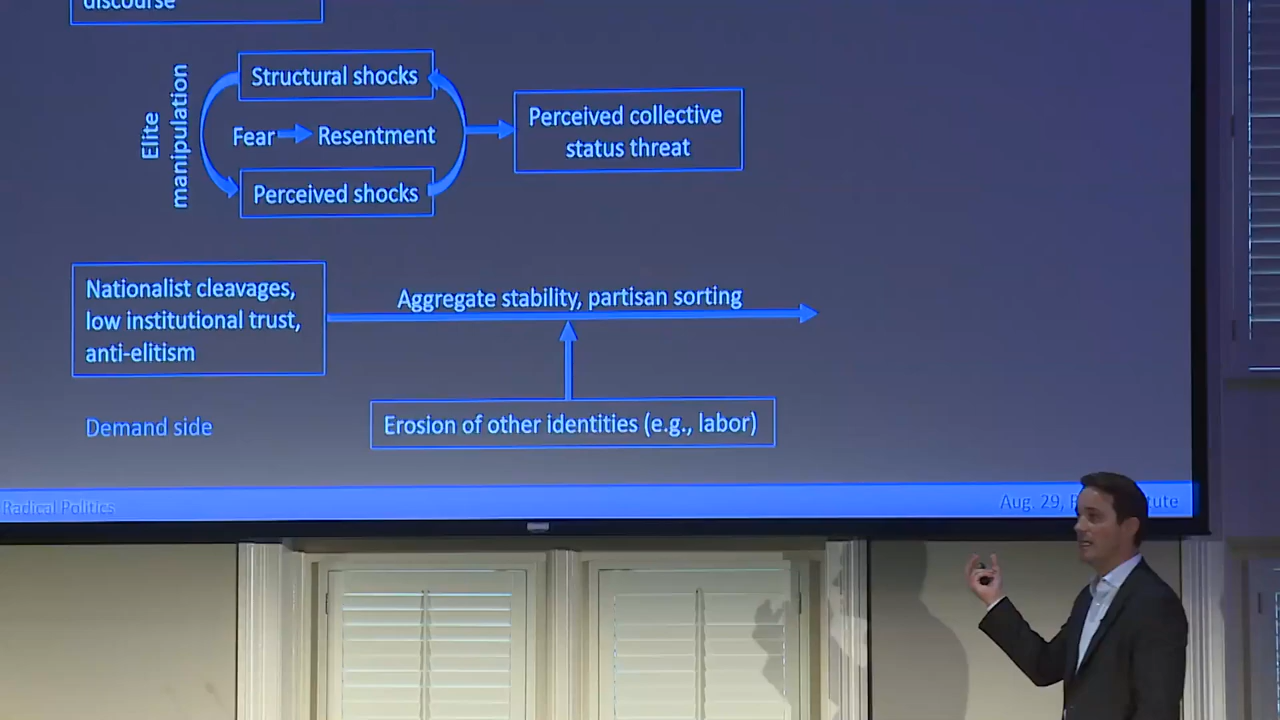 discourse
Elite
manipulation
Structural shocks
Fear
Resentment
Perceived shocks
Perceived collective
status threat
Nationalist cleavages,
low institutional trust,
anti-elitism
Aggregate stability, partisan sorting
Demand side
Erosion of other identities (e.g., labor)
Radical Politics
Aug. 29,